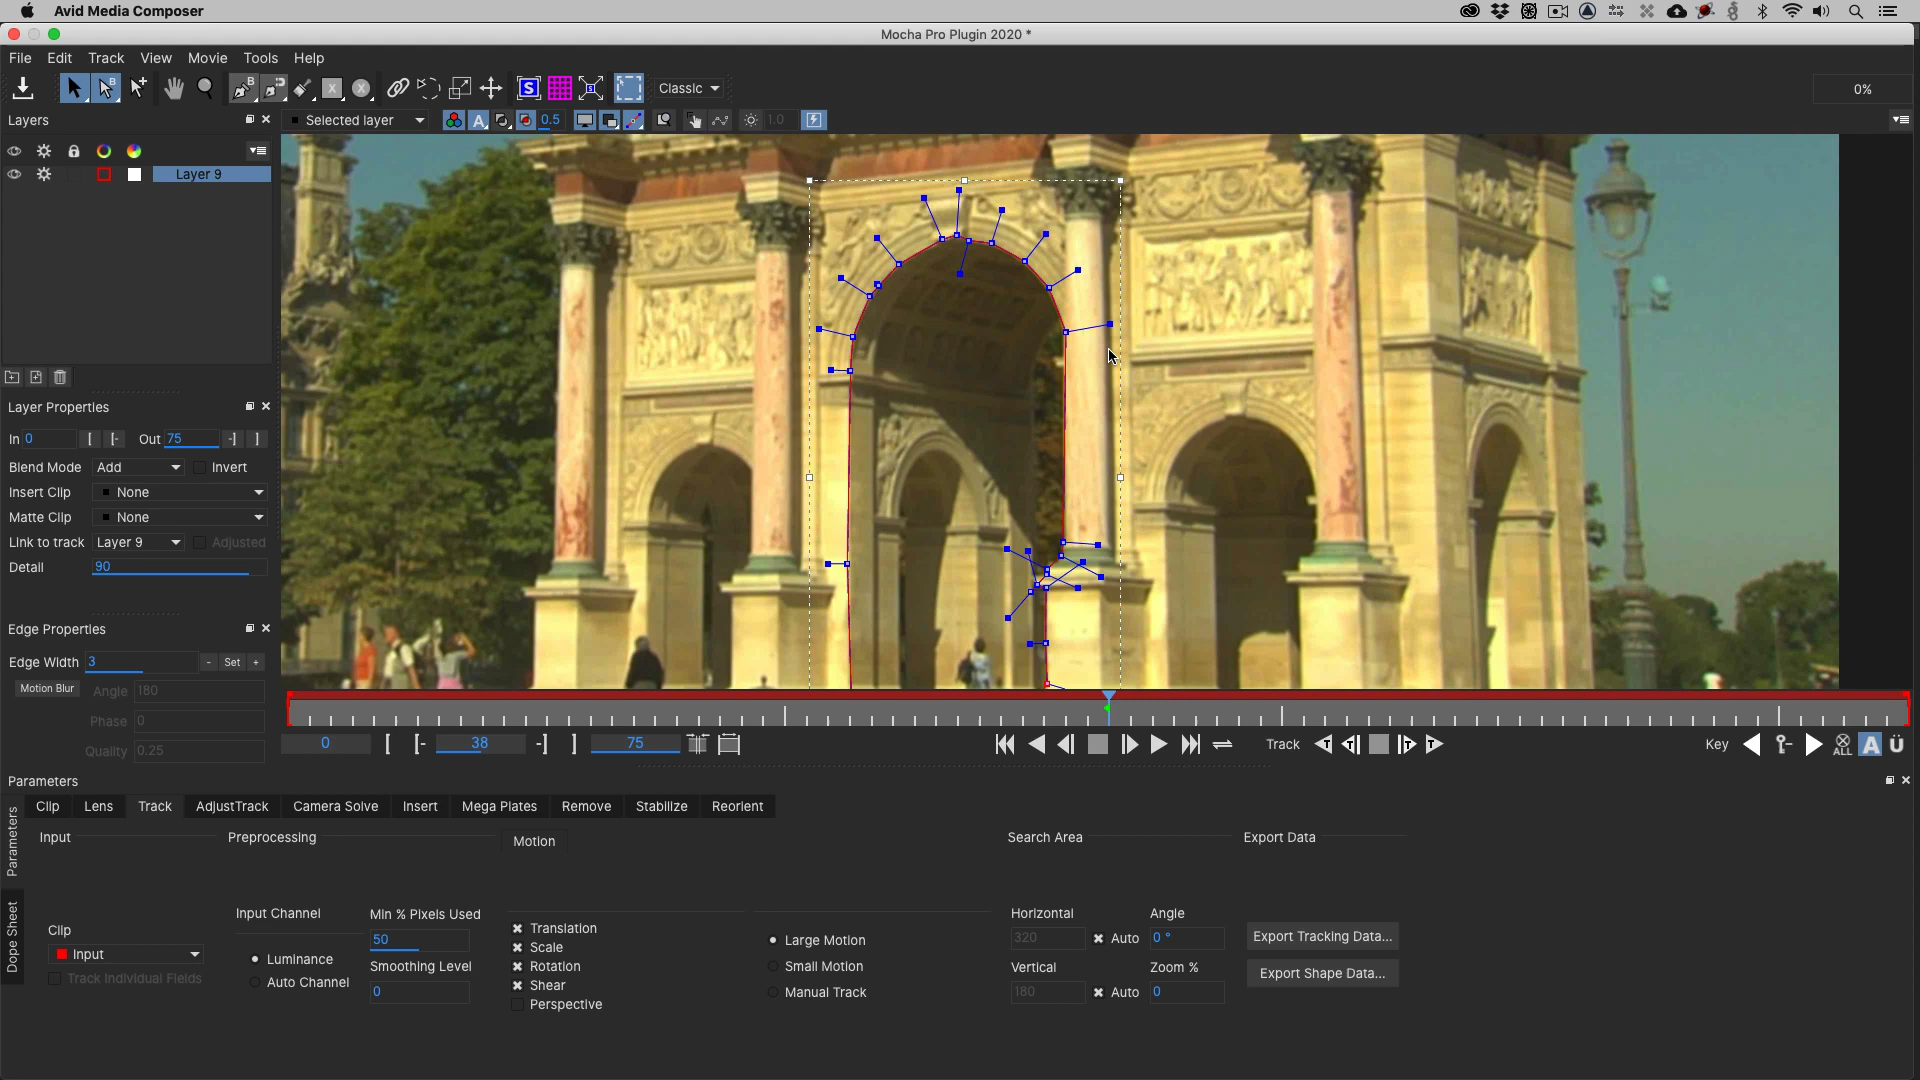 Avid Media Composer
Mocha Pro Plugin 2020 *
File Edit Track View Movie Tools Help
Classic
0%
Layers
Selected layer
0.5
1.0
Layer 9
Layer Properties
In 0 Out 75
Blend Mode Add Invert
Insert Clip None
Matte Clip None
Link to track Layer 9 Adjusted
Detail 90
Edge Properties
Edge Width 3 - Set +
Motion Blur Angle 180
Phase 0
Quality 0.25
0 38 75 Track Key ALL
Parameters
Clip Lens Track AdjustTrack Camera Solve Insert Mega Plates Remove Stabilize Reorient
Parameters
Dope Sheet
Input Preprocessing Motion Search Area Export Data
Input Channel Min % Pixels Used Horizontal Angle
Clip 50 Translation Large Motion 320 Auto 0 ° Export Tracking Data...
Input Luminance Scale
Smoothing Level Rotation Small Motion Vertical Zoom % Export Shape Data...
Track Individual Fields Auto Channel 0 Shear Manual Track 180 Auto 0
Perspective